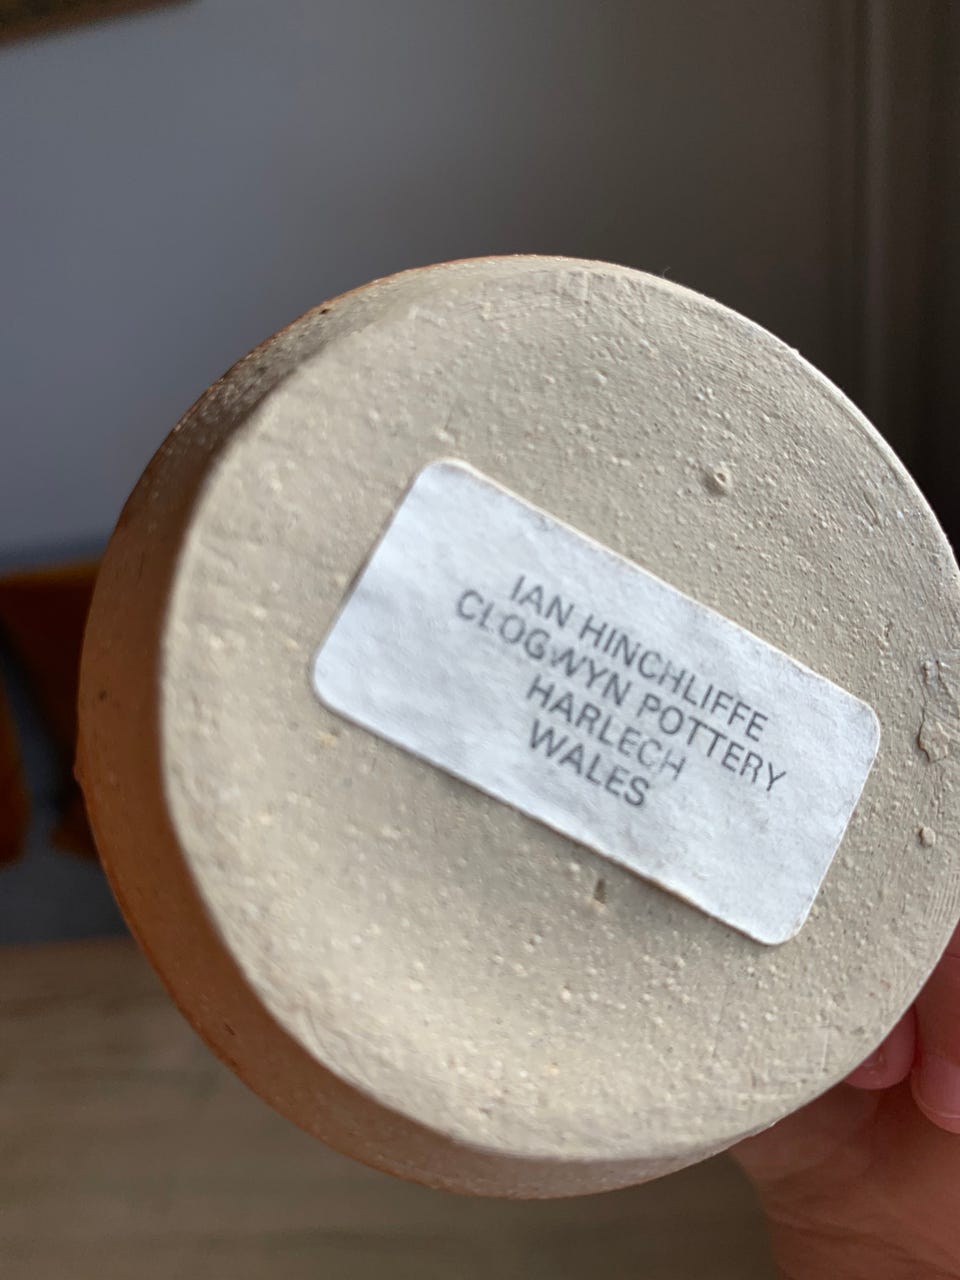 IAN HINCHLIFFE
CLOGWYN POTTERY
HARLECH
WALES